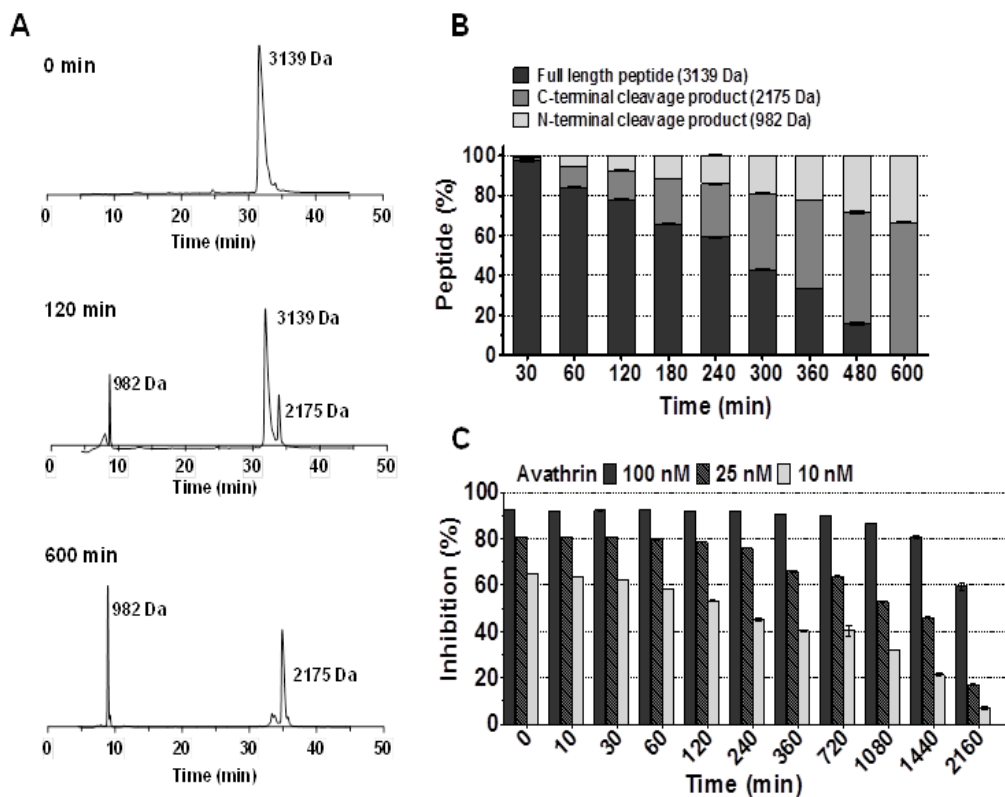 A
0 min
3139 Da
0 10 20 30 40 50
Time (min)
120 min
3139 Da
982 Da
2175 Da
0 10 20 30 40 50
Time (min)
600 min
982 Da
2175 Da
0 10 20 30 40 50
Time (min)
B
Full length peptide (3139 Da)
C-terminal cleavage product (2175 Da)
N-terminal cleavage product (982 Da)
Peptide (%)
100
80
60
40
20
0
30 60 120 180 240 300 360 480 600
Time (min)
C
Avathrin 100 nM 25 nM 10 nM
Inhibition (%)
100
80
60
40
20
0
0 10 30 60 120 240 360 720 1080 1440 2160
Time (min)